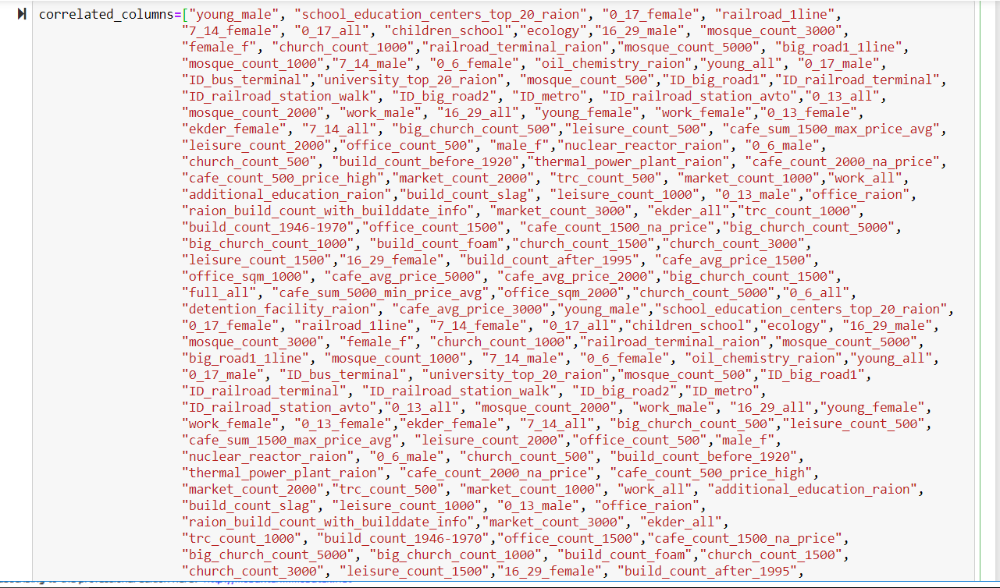 correlated_columns=["young_male", "school_education_centers_top_20_raion", "0_17_female", "railroad_1line",
"7_14_female", "0_17_all", "children_school","ecology","16_29_male", "mosque_count_3000",
"female_f", "church_count_1000","railroad_terminal_raion","mosque_count_5000", "big_road1_1line",
"mosque_count_1000","7_14_male", "0_6_female", "oil_chemistry_raion","young_all", "0_17_male",
"ID_bus_terminal","university_top_20_raion", "mosque_count_500","ID_big_road1","ID_railroad_terminal",
"ID_railroad_station_walk", "ID_big_road2", "ID_metro", "ID_railroad_station_avto","0_13_all",
"mosque_count_2000", "work_male", "16_29_all", "young_female", "work_female","0_13_female",
"ekder_female", "7_14_all", "big_church_count_500","leisure_count_500", "cafe_sum_1500_max_price_avg",
"leisure_count_2000","office_count_500", "male_f","nuclear_reactor_raion", "0_6_male",
"church_count_500", "build_count_before_1920","thermal_power_plant_raion", "cafe_count_2000_na_price",
"cafe_count_500_price_high","market_count_2000", "trc_count_500", "market_count_1000","work_all",
"additional_education_raion","build_count_slag", "leisure_count_1000", "0_13_male","office_raion",
"raion_build_count_with_builddate_info", "market_count_3000", "ekder_all","trc_count_1000",
"build_count_1946-1970","office_count_1500", "cafe_count_1500_na_price","big_church_count_5000",
"big_church_count_1000", "build_count_foam","church_count_1500","church_count_3000",
"leisure_count_1500","16_29_female", "build_count_after_1995", "cafe_avg_price_1500",
"office_sqm_1000", "cafe_avg_price_5000", "cafe_avg_price_2000","big_church_count_1500",
"full_all", "cafe_sum_5000_min_price_avg","office_sqm_2000","church_count_5000","0_6_all",
"detention_facility_raion", "cafe_avg_price_3000","young_male","school_education_centers_top_20_raion",
"0_17_female", "railroad_1line", "7_14_female", "0_17_all","children_school","ecology", "16_29_male",
"mosque_count_3000", "female_f", "church_count_1000","railroad_terminal_raion","mosque_count_5000",
"big_road1_1line", "mosque_count_1000", "7_14_male", "0_6_female", "oil_chemistry_raion","young_all",
"0_17_male", "ID_bus_terminal", "university_top_20_raion","mosque_count_500","ID_big_road1",
"ID_railroad_terminal", "ID_railroad_station_walk", "ID_big_road2","ID_metro",
"ID_railroad_station_avto","0_13_all", "mosque_count_2000", "work_male", "16_29_all","young_female",
"work_female", "0_13_female","ekder_female", "7_14_all", "big_church_count_500","leisure_count_500",
"cafe_sum_1500_max_price_avg", "leisure_count_2000","office_count_500","male_f",
"nuclear_reactor_raion", "0_6_male", "church_count_500", "build_count_before_1920",
"thermal_power_plant_raion", "cafe_count_2000_na_price", "cafe_count_500_price_high",
"market_count_2000","trc_count_500", "market_count_1000", "work_all", "additional_education_raion",
"build_count_slag", "leisure_count_1000", "0_13_male", "office_raion",
"raion_build_count_with_builddate_info","market_count_3000", "ekder_all",
"trc_count_1000", "build_count_1946-1970","office_count_1500","cafe_count_1500_na_price",
"big_church_count_5000", "big_church_count_1000", "build_count_foam","church_count_1500",
"church_count_3000", "leisure_count_1500","16_29_female", "build_count_after_1995",